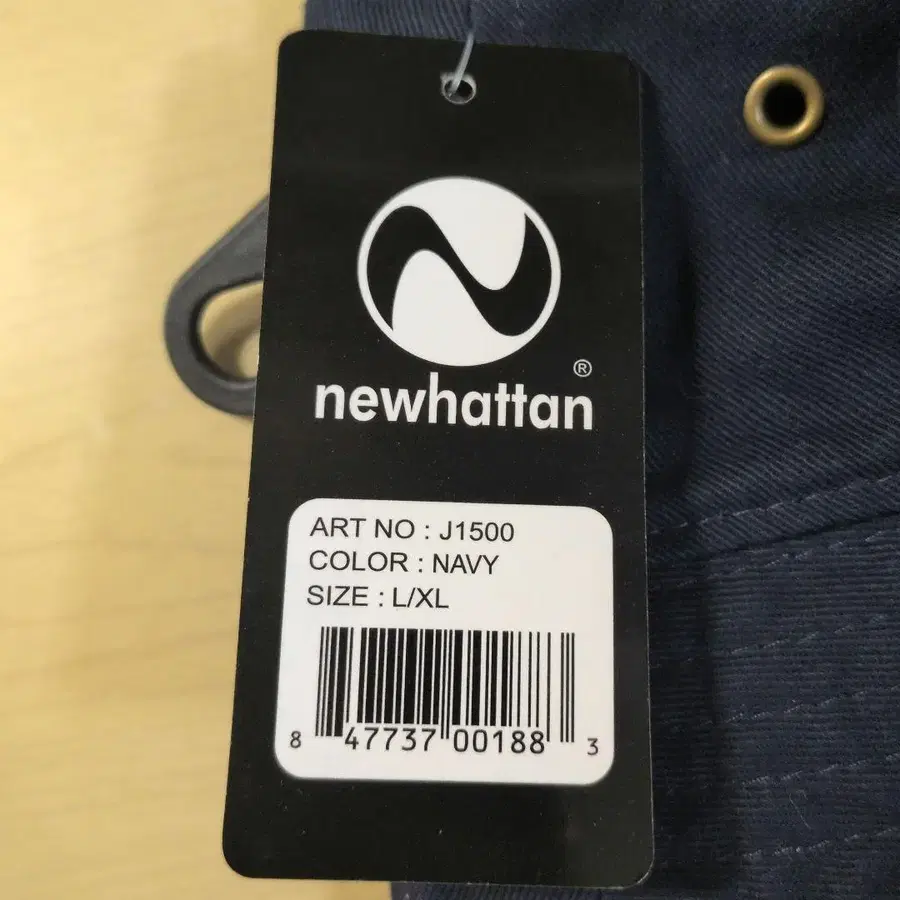 ®
newhattan
ART NO : J1500
COLOR : NAVY
SIZE : L/XL
8 47737 00188 3